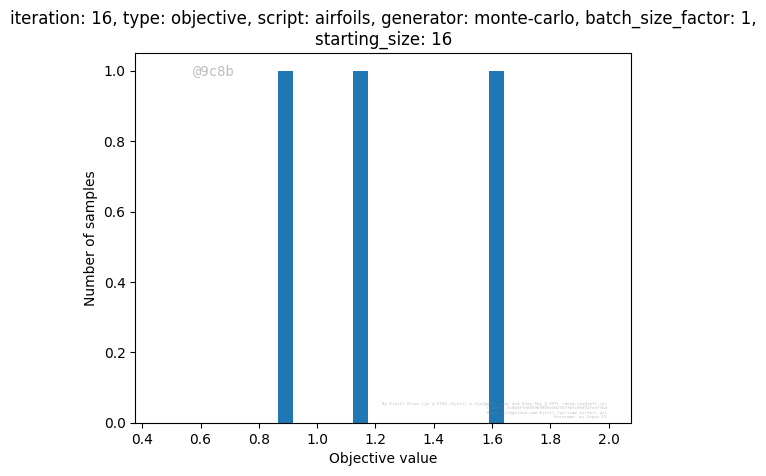 iteration: 16, type: objective, script: airfoils, generator: monte-carlo, batch_size_factor: 1,
starting_size: 16
@9c8b
1.0
0.8
0.6
0.4
0.2
0.0
Number of samples
0.4 0.6 0.8 1.0 1.2 1.4 1.6 1.8 2.0
Objective value